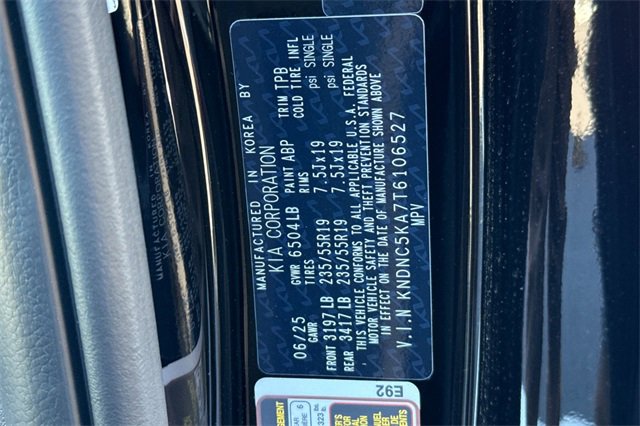 MANUFACTURED IN KOREA BY
KIA CORPORATION
06/25 GVWR 6504LB PAINT ABP TRIM TPB
GAWR TIRES RIMS COLD TIRE INFL
FRONT 3197LB 235/55R19 7.5Jx19 psi SINGLE
REAR 3417LB 235/55R19 7.5Jx19 psi SINGLE
THIS VEHICLE CONFORMS TO ALL APPLICABLE U.S.A. FEDERAL
MOTOR VEHICLE SAFETY AND THEFT PREVENTION STANDARDS
IN EFFECT ON THE DATE OF MANUFACTURE SHOWN ABOVE
V.I.N KNDNC5KA7T6106527
MPV
E92